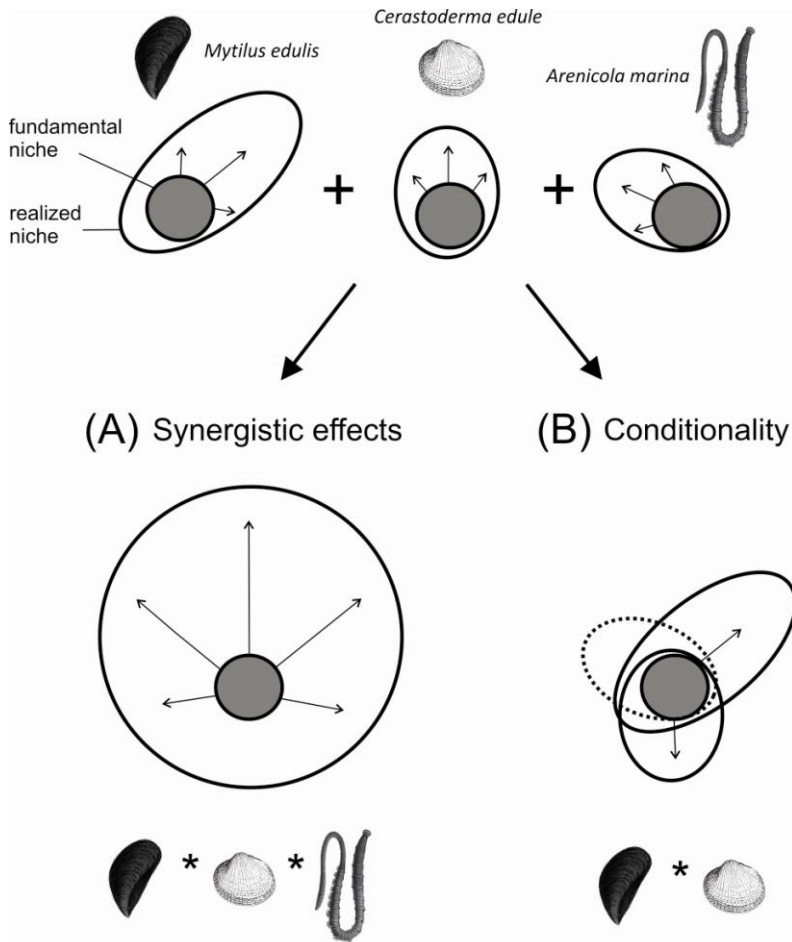 Mytilus edulis
Cerastoderma edule
Arenicola marina
fundamental
niche
realized
niche
+
+
(A) Synergistic effects
(B) Conditionality
* *
*